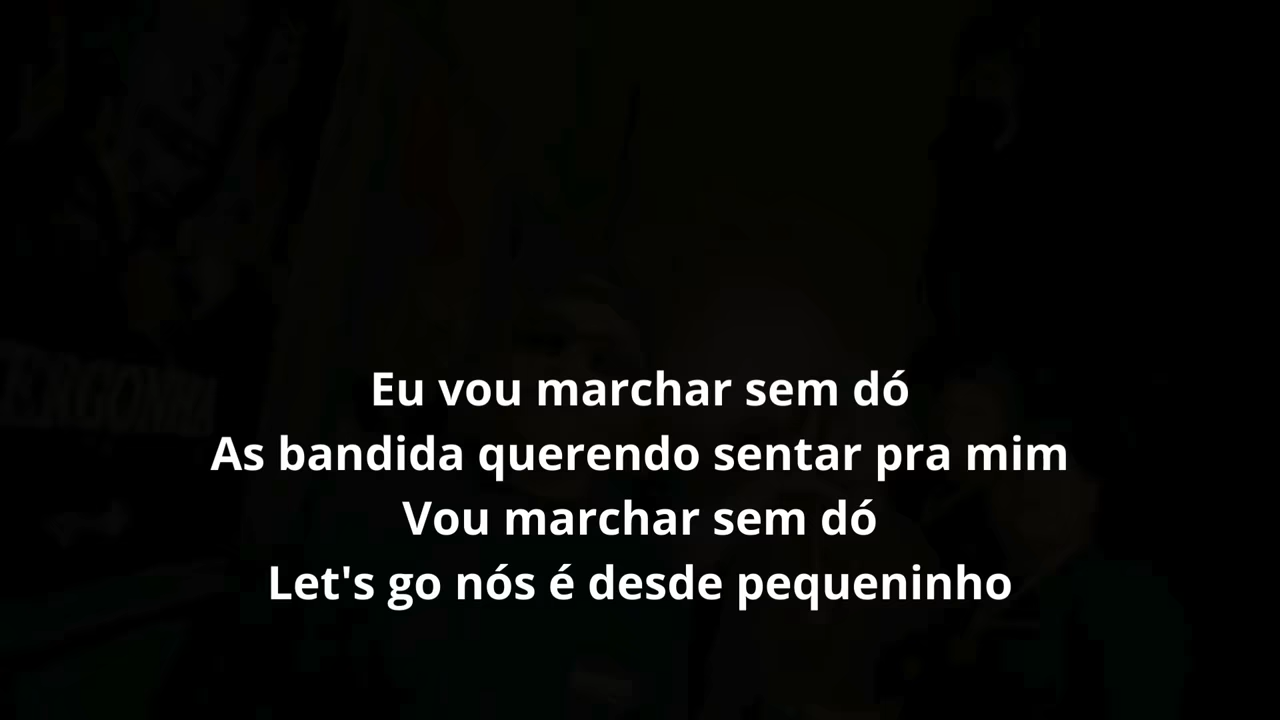 Eu vou marchar sem dó
As bandida querendo sentar pra mim
Vou marchar sem dó
Let's go nós é desde pequeninho